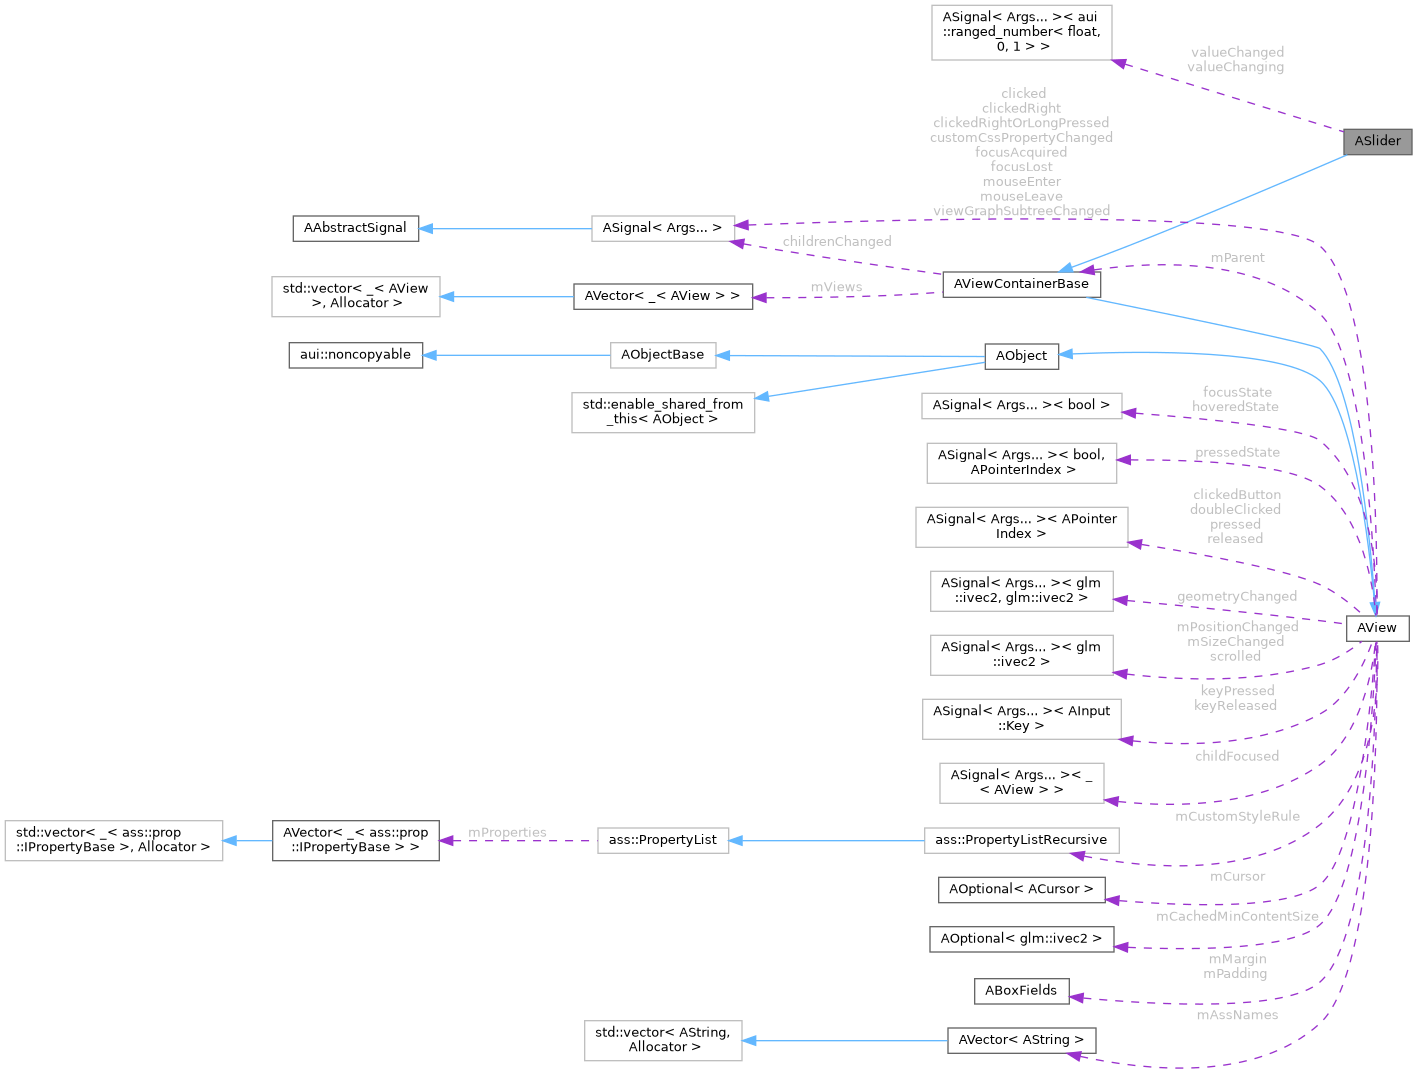 ASignal< Args... >< aui
::ranged_number< float,
0, 1 > >
valueChanged
valueChanging
ASlider
clicked
clickedRight
clickedRightOrLongPressed
customCssPropertyChanged
focusAcquired
focusLost
mouseEnter
mouseLeave
viewGraphSubtreeChanged
AAbstractSignal
ASignal< Args... >
childrenChanged
mParent
std::vector< _< AView
>, Allocator >
AVector< _< AView > >
mViews
AViewContainerBase
aui::noncopyable
AObjectBase
AObject
std::enable_shared_from
_this< AObject >
ASignal< Args... >< bool >
focusState
hoveredState
ASignal< Args... >< bool,
APointerIndex >
pressedState
ASignal< Args... >< APointer
Index >
clickedButton
doubleClicked
pressed
released
ASignal< Args... >< glm
::ivec2, glm::ivec2 >
geometryChanged
AView
ASignal< Args... >< glm
::ivec2 >
mPositionChanged
mSizeChanged
scrolled
ASignal< Args... >< AInput
::Key >
keyPressed
keyReleased
ASignal< Args... >< _
< AView > >
childFocused
std::vector< _< ass::prop
::IPropertyBase >, Allocator >
AVector< _< ass::prop
::IPropertyBase > >
mProperties
ass::PropertyList
ass::PropertyListRecursive
mCustomStyleRule
AOptional< ACursor >
mCursor
AOptional< glm::ivec2 >
mCachedMinContentSize
ABoxFields
mMargin
mPadding
std::vector< AString,
Allocator >
AVector< AString >
mAssNames